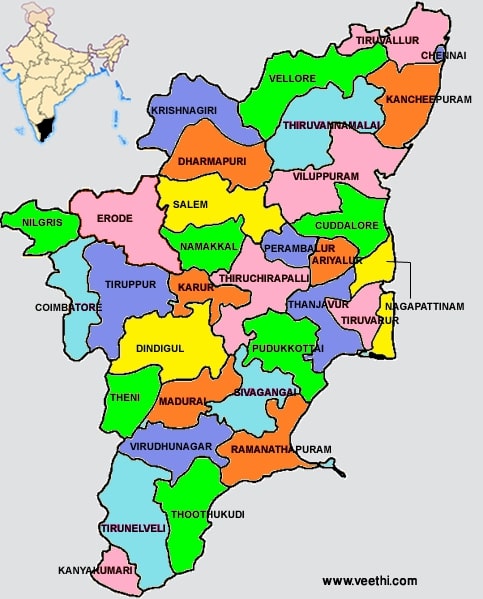 TIRUVALLUR
CHENNAI
VELLORE
KANCHEEPURAM
KRISHNAGIRI
THIRUVANNAMALAI
DHARMAPURI
VILUPPURAM
SALEM
NILGRIS
ERODE
CUDDALORE
NAMAKKAL
PERAMBALUR
ARIYALUR
THIRUCHIRAPALLI
TIRUPPUR
KARUR
COIMBATORE
THANJAVUR
NAGAPATTINAM
TIRUVARUR
DINDIGUL
PUDUKKOTTAI
THENI
MADURAI
SIVAGANGAI
VIRUDHUNAGAR
RAMANATHAPURAM
THOOTHUKUDI
TIRUNELVELI
KANYAKUMARI
www.veethi.com